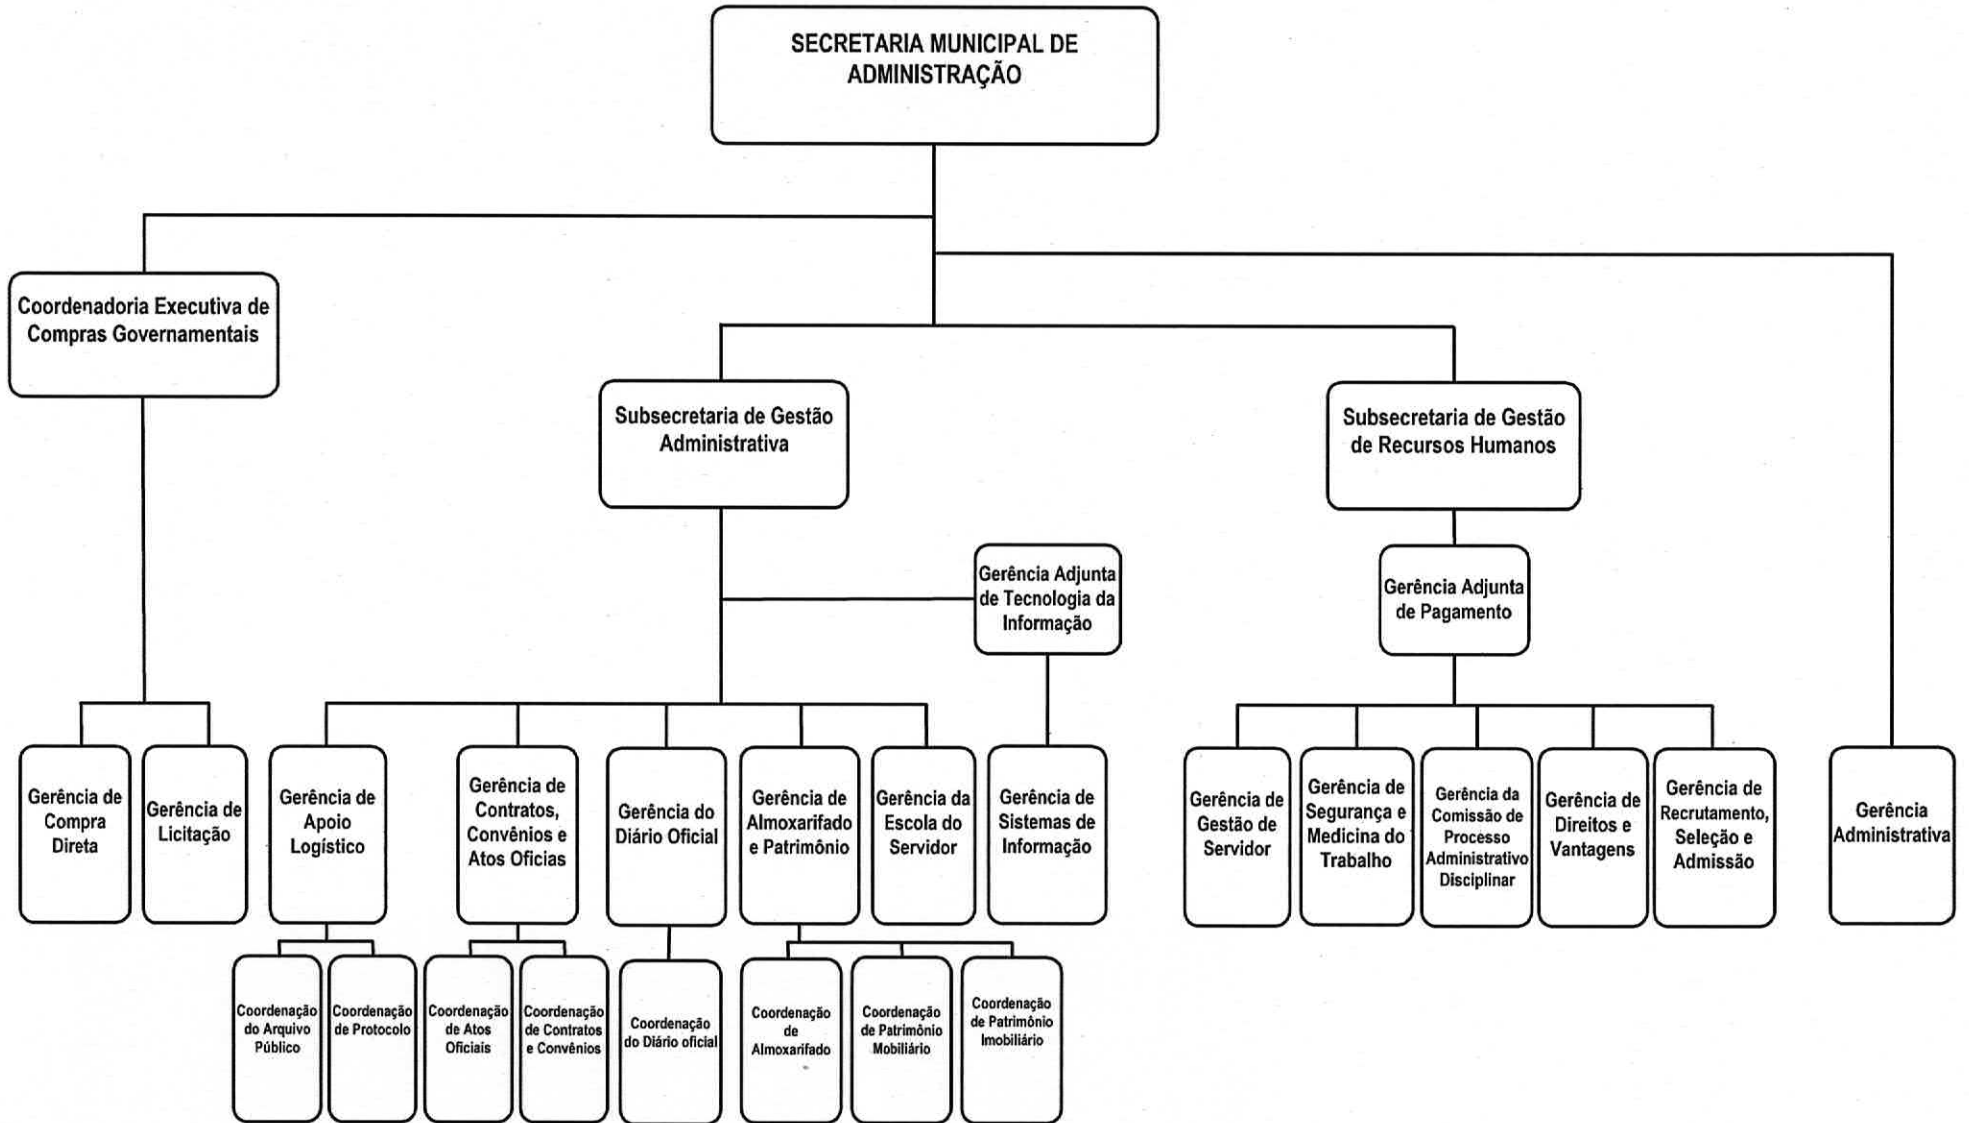 SECRETARIA MUNICIPAL DE
ADMINISTRAÇÃO
Coordenadoria Executiva de
Compras Governamentais
Subsecretaria de Gestão
Administrativa
Subsecretaria de Gestão
de Recursos Humanos
Gerência Adjunta
de Tecnologia da
Informação
Gerência Adjunta
de Pagamento
Gerência de
Compra
Direta
Gerência de
Licitação
Gerência de
Apoio
Logístico
Gerência de
Contratos,
Convênios e
Atos Oficias
Gerência do
Diário Oficial
Gerência de
Almoxarifado
e Patrimônio
Gerência da
Escola do
Servidor
Gerência de
Sistemas de
Informação
Gerência de
Gestão de
Servidor
Gerência de
Segurança e
Medicina do
Trabalho
Gerência da
Comissão de
Processo
Administrativo
Disciplinar
Gerência de
Direitos e
Vantagens
Gerência de
Recrutamento,
Seleção e
Admissão
Gerência
Administrativa
Coordenação
do Arquivo
Público
Coordenação
de Protocolo
Coordenação
de Atos
Oficiais
Coordenação
de Contratos
e Convênios
Coordenação
do Diário oficial
Coordenação
de
Almoxarifado
Coordenação
de Patrimônio
Mobiliário
Coordenação
de Patrimônio
Imobiliário